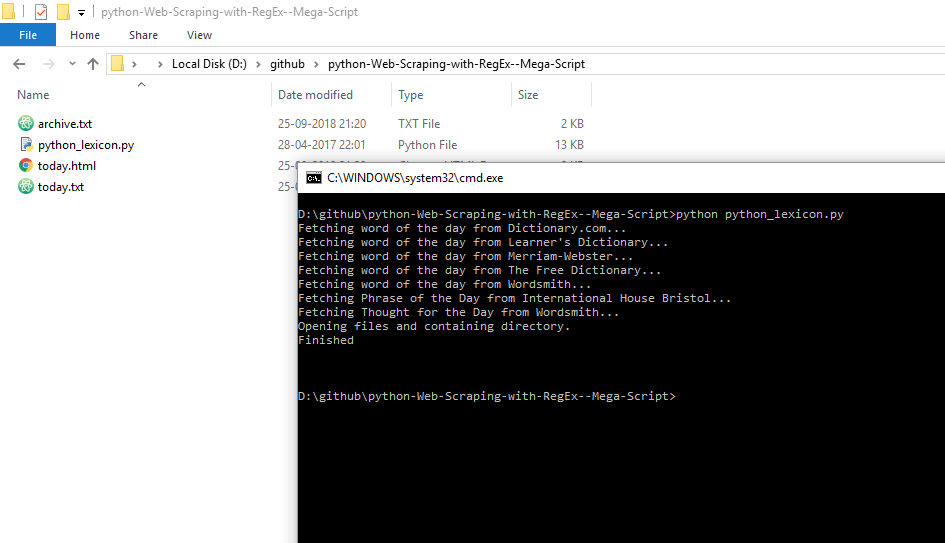 python-Web-Scraping-with-RegEx--Mega-Script
File Home Share View
Local Disk (D:) github python-Web-Scraping-with-RegEx--Mega-Script
Name Date modified Type Size
archive.txt 25-09-2018 21:20 TXT File 2 KB
python_lexicon.py 28-04-2017 22:01 Python File 13 KB
today.html
today.txt
C:\WINDOWS\system32\cmd.exe
D:\github\python-Web-Scraping-with-RegEx--Mega-Script>python python_lexicon.py
Fetching word of the day from Dictionary.com...
Fetching word of the day from Learner's Dictionary...
Fetching word of the day from Merriam-Webster...
Fetching word of the day from The Free Dictionary...
Fetching word of the day from Wordsmith...
Fetching Phrase of the Day from International House Bristol...
Fetching Thought for the Day from Wordsmith...
Opening files and containing directory.
Finished
D:\github\python-Web-Scraping-with-RegEx--Mega-Script>